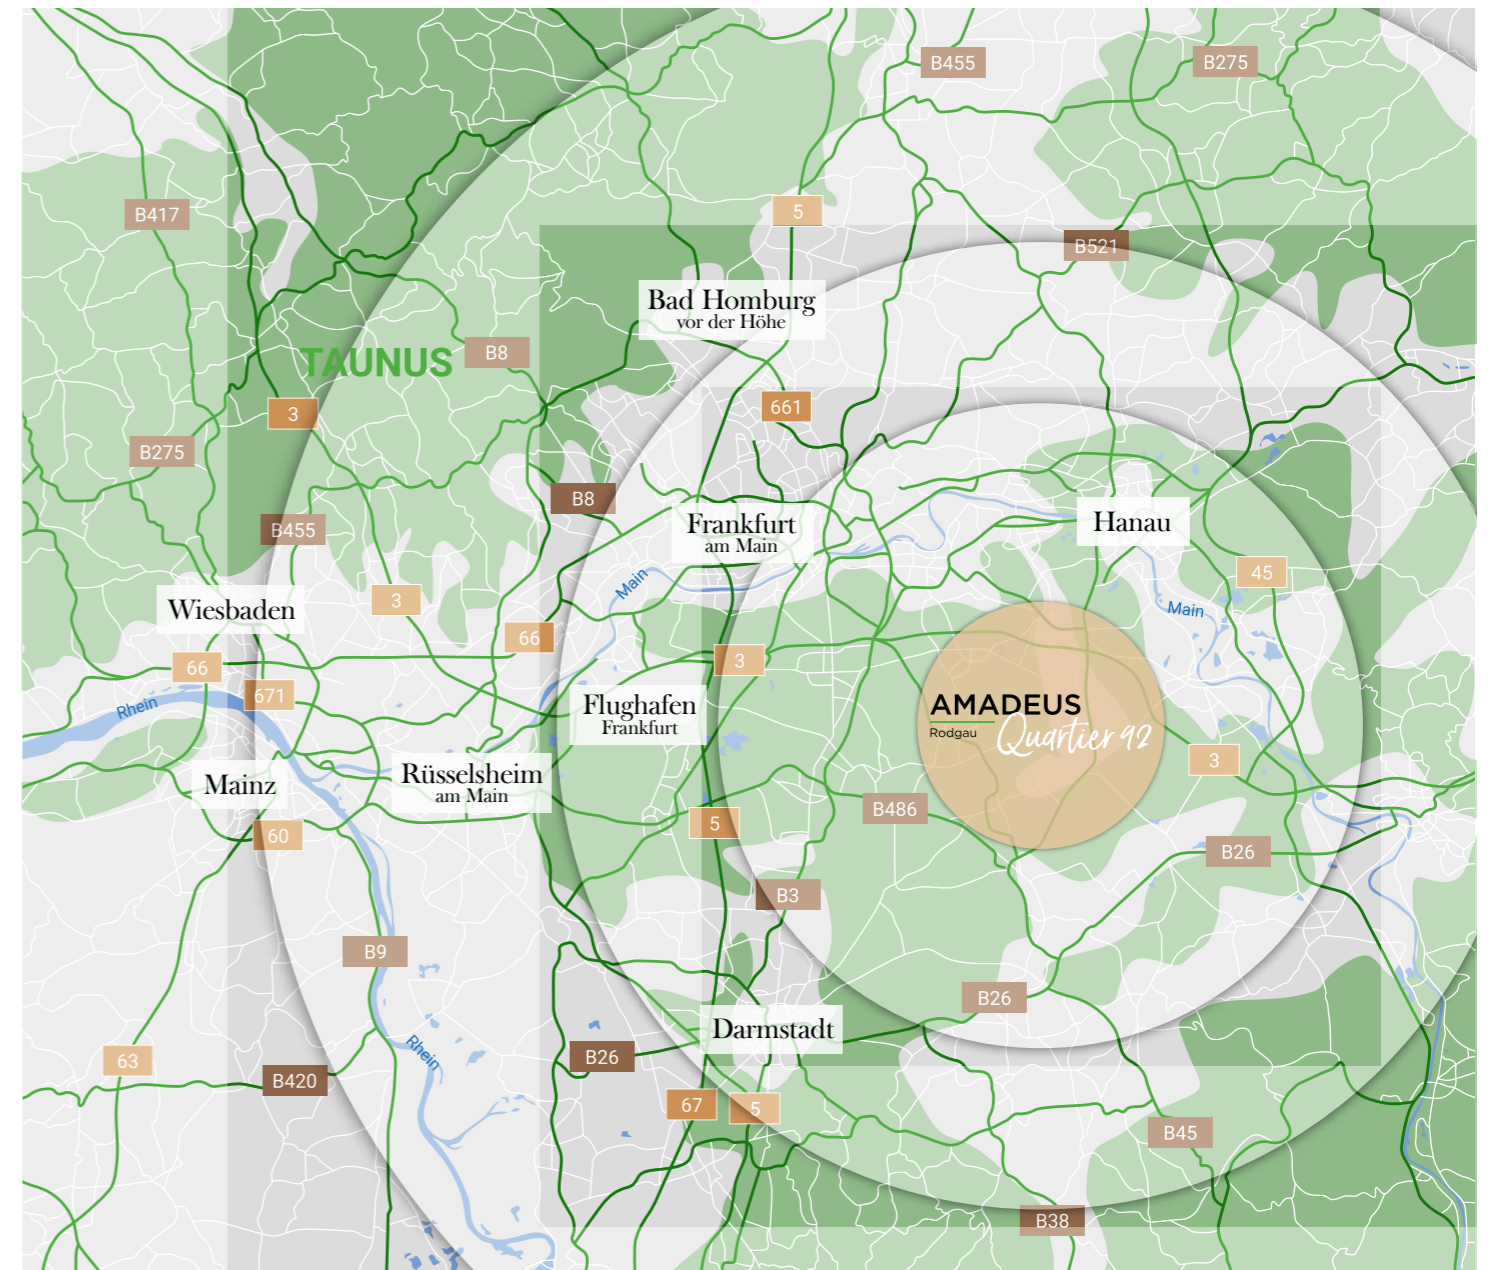 B455
B275
B417
5
B521
Bad Homburg
vor der Höhe
TAUNUS
B8
3
661
B275
B8
B455
Frankfurt
am Main
Hanau
45
Main
3
Wiesbaden
Main
66
66
3
671
Rhein
Flughafen
Frankfurt
AMADEUS
Rodgau
Quartier 92
3
Mainz
Rüsselsheim
am Main
B486
5
60
B26
B3
B9
B26
Darmstadt
Rhein
B26
63
B420
67
5
B45
B38